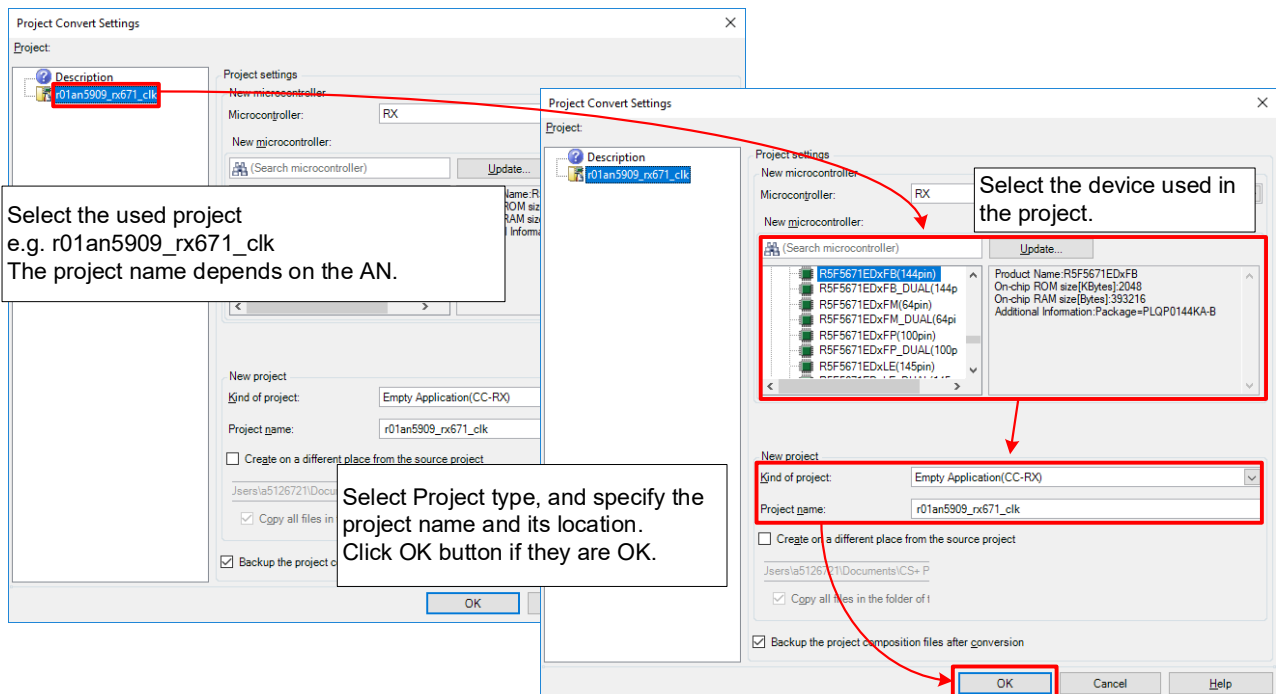 Project Convert Settings
Project:
Description
r01an5909_rx671_clk
Project settings
New microcontroller
Microcontroller:
RX
New microcontroller:
(Search microcontroller)
Update...
Select the used project
e.g. r01an5909_rx671_clk
The project name depends on the AN.
New project
Kind of project:
Empty Application(CC-RX)
Project name:
r01an5909_rx671_clk
Create on a different place from the source project
Copy all files in
Backup the project
OK
Select Project type, and specify the
project name and its location.
Click OK button if they are OK.
Project Convert Settings
Project:
Description
r01an5909_rx671_clk
Project settings
New microcontroller
Microcontroller:
RX
New microcontroller:
Select the device used in
the project.
(Search microcontroller)
Update...
R5F5671EDxFB(144pin)
R5F5671EDxFB_DUAL(144p
R5F5671EDxFM(64pin)
R5F5671EDxFM_DUAL(64pi
R5F5671EDxFP(100pin)
R5F5671EDxFP_DUAL(100p
R5F5671EDxLE(145pin)
Product Name:R5F5671EDxFB
On-chip ROM size[KBytes]:2048
On-chip RAM size[Bytes]:393216
Additional Information:Package=PLQP0144KA-B
New project
Kind of project:
Empty Application(CC-RX)
Project name:
r01an5909_rx671_clk
Create on a different place from the source project
Jsers\a5126721\Documents\CS+ P
Copy all files in the folder of t
Backup the project composition files after conversion
OK
Cancel
Help